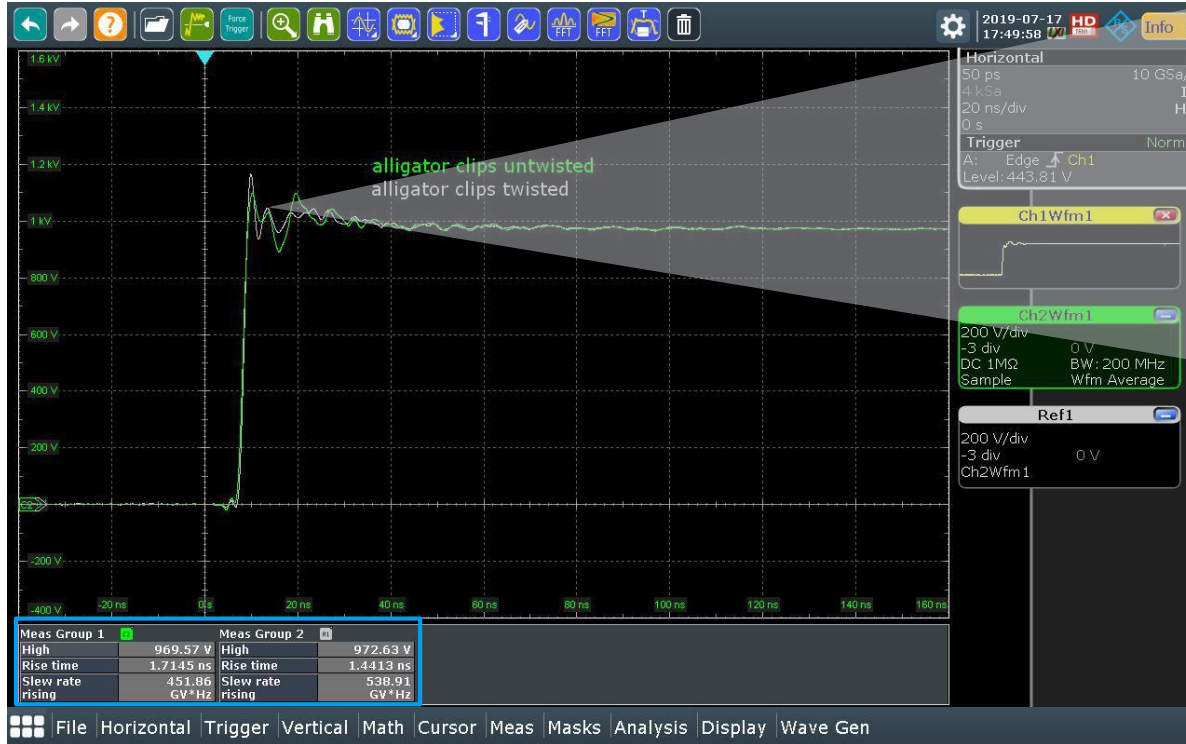 Force
Trigger
FFT
FFT
2019-07-17
17:49:58
HD
Info
Horizontal
50 ps 10 GSa/
4 kSa
20 ns/div H
0 s
Trigger Norm
A: Edge Ch1
Level: 443.81 V
1.6 kV
1.4 kV
1.2 kV
1 kV
800 V
600 V
400 V
200 V
C2
-200 V
-400 V
alligator clips untwisted
alligator clips twisted
-20 ns 0 s 20 ns 40 ns 60 ns 80 ns 100 ns 120 ns 140 ns 160 ns
Ch1Wfm1
Ch2Wfm1
200 V/div
-3 div 0 V
DC 1MΩ BW: 200 MHz
Sample Wfm Average
Ref1
200 V/div
-3 div 0 V
Ch2Wfm1
Meas Group 1 Meas Group 2 R1
High 969.57 V High 972.63 V
Rise time 1.7145 ns Rise time 1.4413 ns
Slew rate 451.86 Slew rate 538.91
rising GV*Hz rising GV*Hz
File Horizontal Trigger Vertical Math Cursor Meas Masks Analysis Display Wave Gen